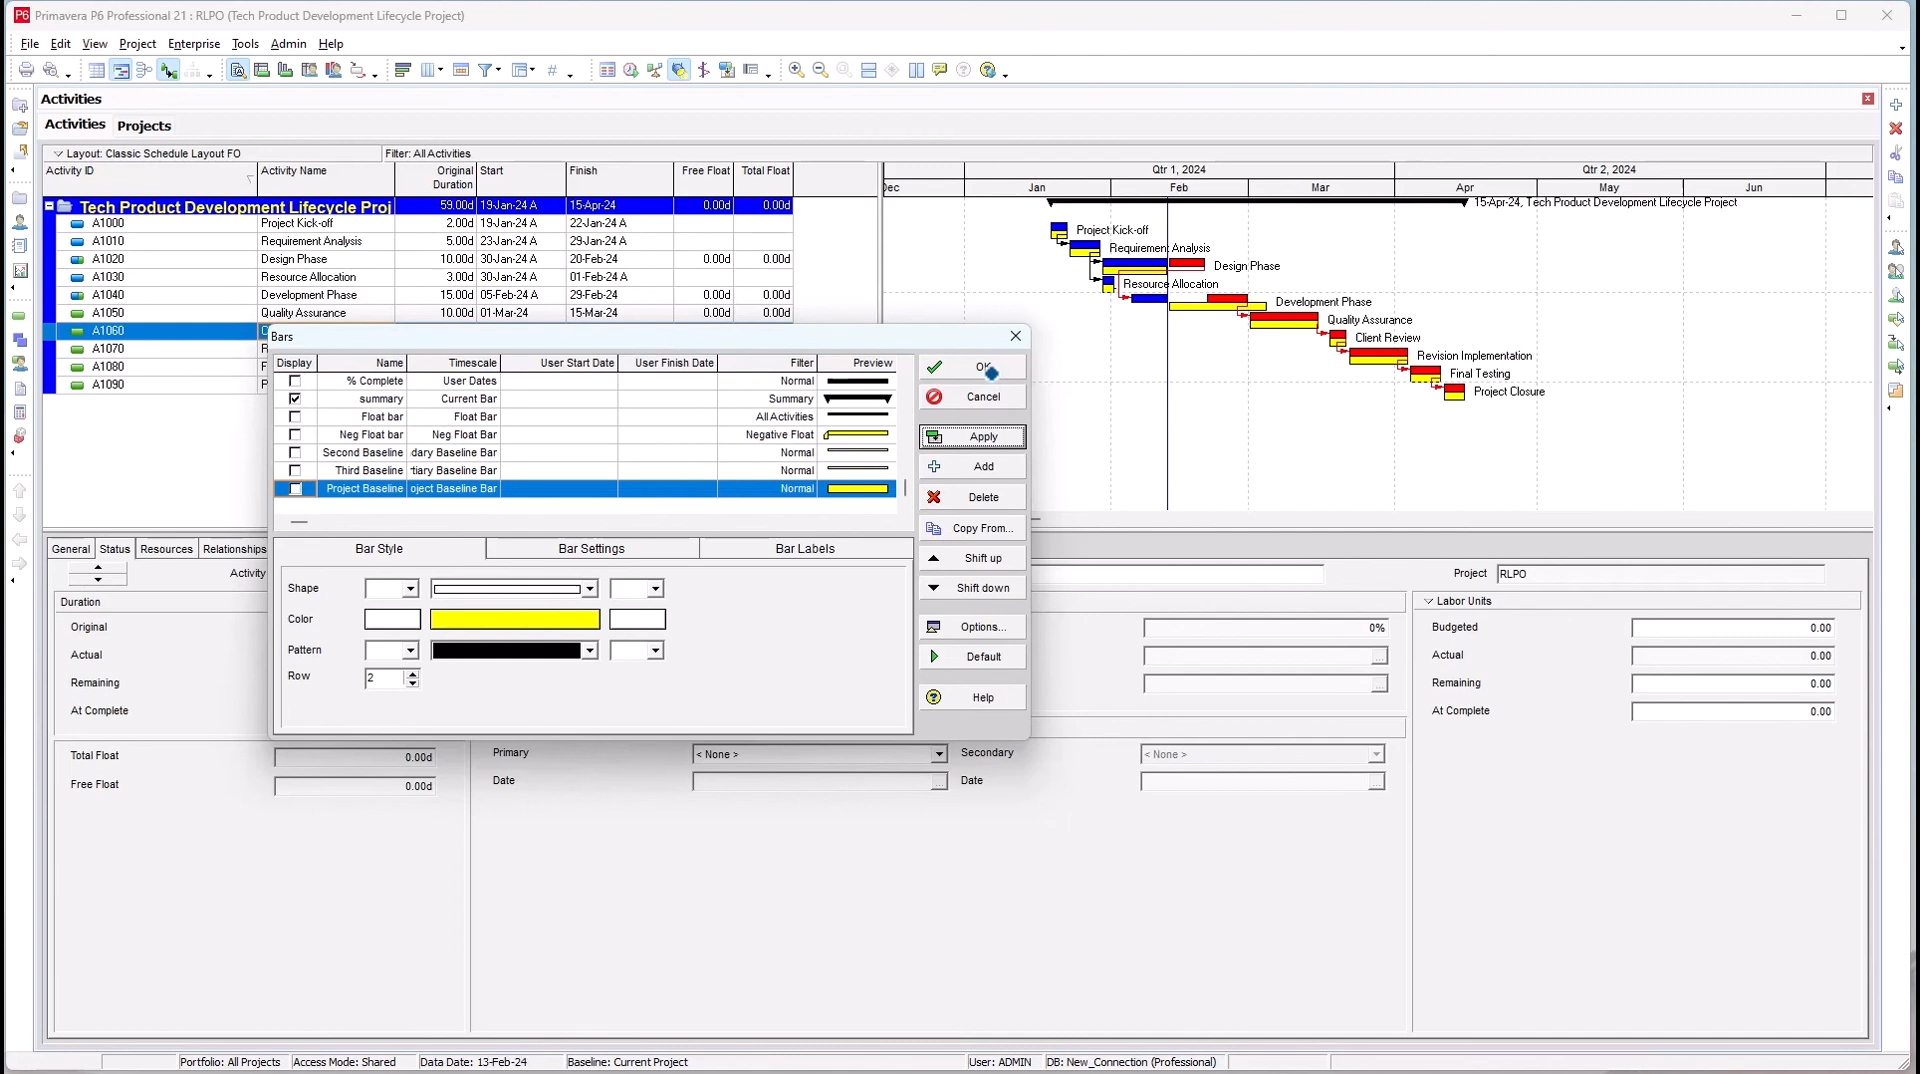 Primavera P6 Professional 21 : RLPO (Tech Product Development Lifecycle Project)
File Edit View Project Enterprise Tools Admin Help
Activities
Activities Projects
Layout: Classic Schedule Layout FO Filter: All Activities
Activity ID Activity Name Original Duration Start Finish Free Float Total Float
Dec Qtr 1, 2024 Qtr 2, 2024
Jan Feb Mar Apr May Jun
Tech Product Development Lifecycle Proj 59.00d 19-Jan-24 A 15-Apr-24 0.00d 0.00d
15-Apr-24, Tech Product Development Lifecycle Project
A1000 Project Kick-off 2.00d 19-Jan-24 A 22-Jan-24 A
Project Kick-off
A1010 Requirement Analysis 5.00d 23-Jan-24 A 29-Jan-24 A
Requirement Analysis
A1020 Design Phase 10.00d 30-Jan-24 A 20-Feb-24 0.00d 0.00d
Design Phase
A1030 Resource Allocation 3.00d 30-Jan-24 A 01-Feb-24 A
Resource Allocation
A1040 Development Phase 15.00d 05-Feb-24 A 29-Feb-24 0.00d 0.00d
Development Phase
A1050 Quality Assurance 10.00d 01-Mar-24 15-Mar-24 0.00d 0.00d
Quality Assurance
A1060
Client Review
A1070
Revision Implementation
A1080
Final Testing
A1090
Project Closure
Bars
Display Name Timescale User Start Date User Finish Date Filter Preview
% Complete User Dates Normal
summary Current Bar Summary
Float bar Float Bar All Activities
Neg Float bar Neg Float Bar Negative Float
Second Baseline dary Baseline Bar Normal
Third Baseline tiary Baseline Bar Normal
Project Baseline oject Baseline Bar Normal
OK
Cancel
Apply
Add
Delete
Copy From...
Shift up
Shift down
Options...
Default
Help
Bar Style Bar Settings Bar Labels
Shape
Color
Pattern
Row 2
General Status Resources Relationships
Activity Project RLPO
Duration Labor Units
Original 0% Budgeted 0.00
Actual Actual 0.00
Remaining Remaining 0.00
At Complete At Complete 0.00
Total Float 0.00d Primary < None > Secondary < None >
Free Float 0.00d Date Date
Portfolio: All Projects Access Mode: Shared Data Date: 13-Feb-24 Baseline: Current Project User: ADMIN DB: New_Connection (Professional)